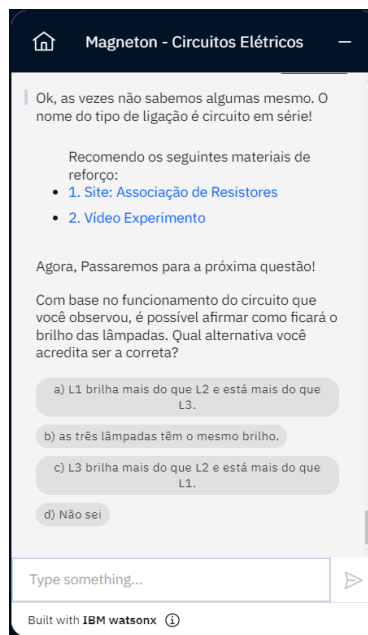 Magneton - Circuitos Elétricos
Ok, as vezes não sabemos algumas mesmo. O
nome do tipo de ligação é circuito em série!
Recomendo os seguintes materiais de
reforço:
1. Site: Associação de Resistores
2. Vídeo Experimento
Agora, Passaremos para a próxima questão!
Com base no funcionamento do circuito que
você observou, é possível afirmar como ficará o
brilho das lâmpadas. Qual alternativa você
acredita ser a correta?
a) L1 brilha mais do que L2 e está mais do que
L3.
b) as três lâmpadas têm o mesmo brilho.
c) L3 brilha mais do que L2 e está mais do que
L1.
d) Não sei
Type something...
Built with IBM watsonx